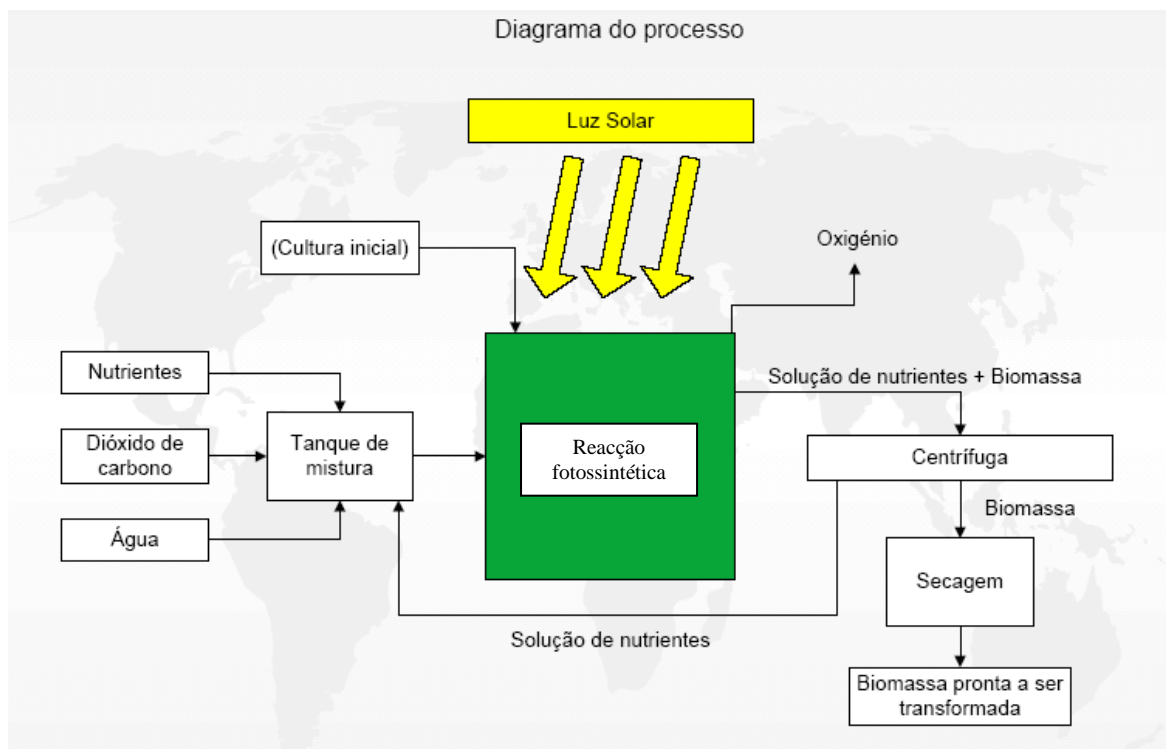 Diagrama do processo
Luz Solar
(Cultura inicial)
Oxigénio
Nutrientes
Solução de nutrientes + Biomassa
Dióxido de
carbono
Tanque de
mistura
Reacção
fotossintética
Centrífuga
Biomassa
Água
Secagem
Solução de nutrientes
Biomassa pronta a ser
transformada